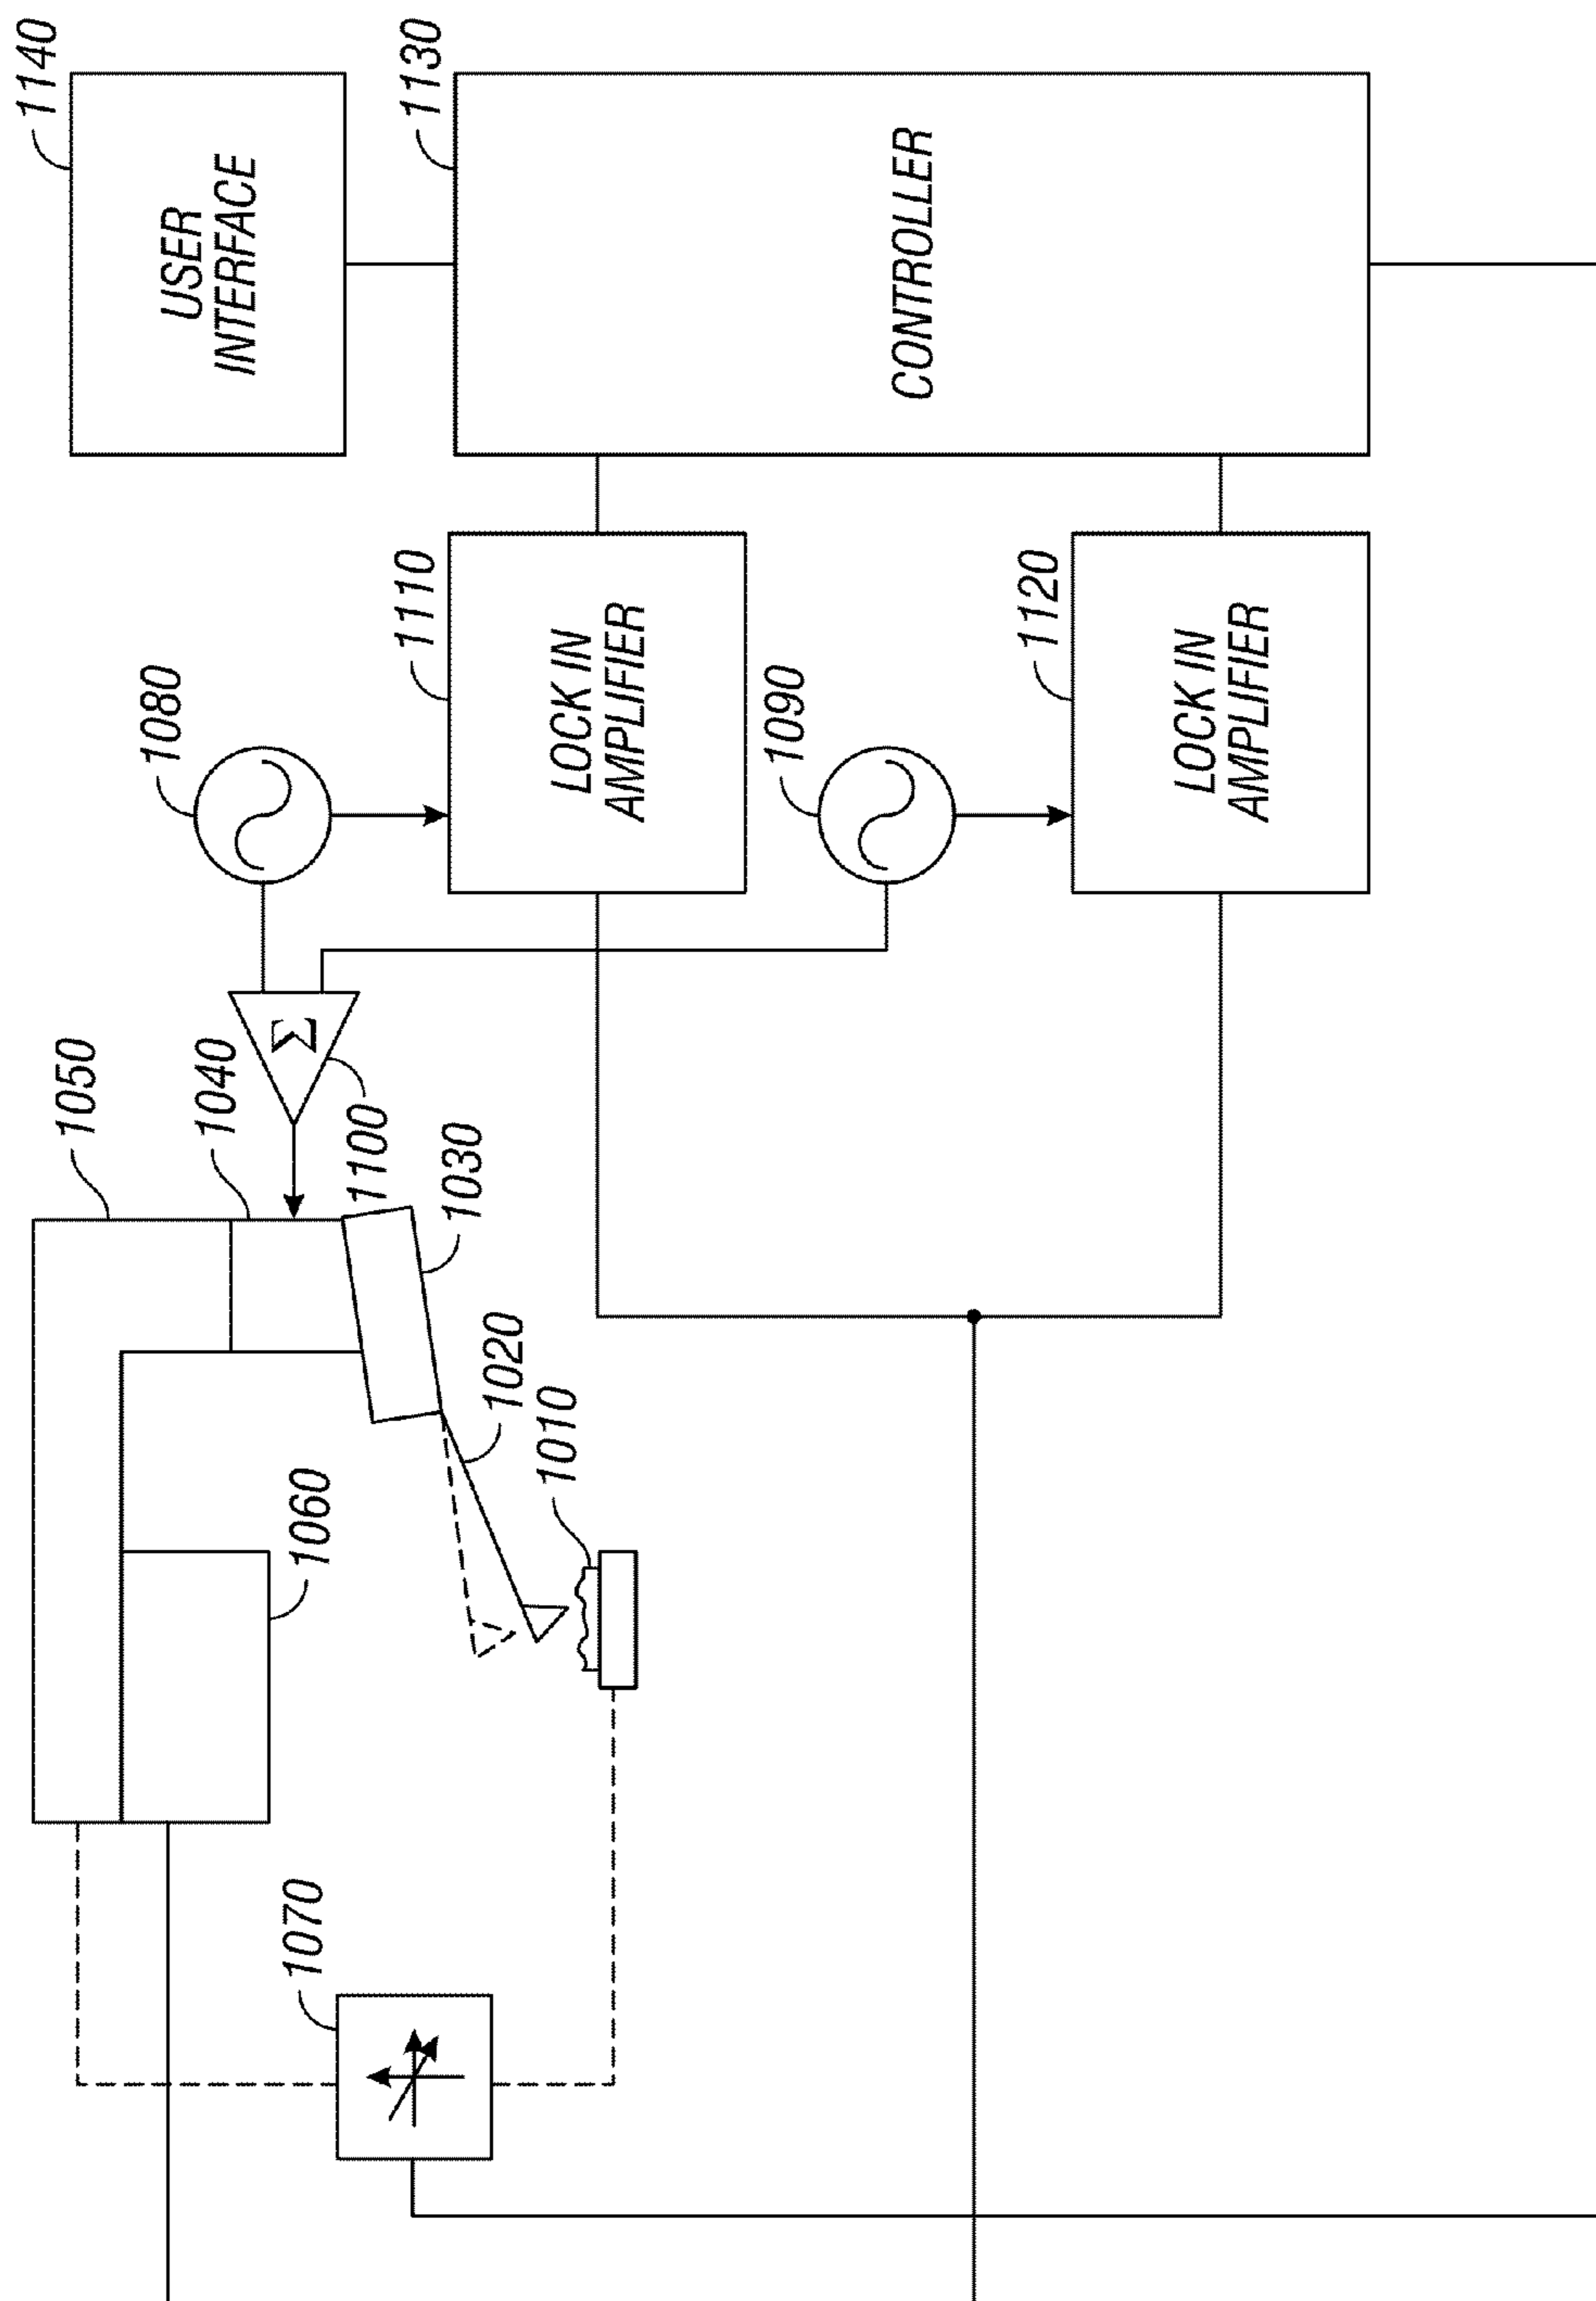 1140
USER
INTERFACE
1130
CONTROLLER
1110
LOCK IN
AMPLIFIER
1120
LOCK IN
AMPLIFIER
1080
1090
Σ
1100
1050
1040
1030
1020
1010
1060
1070